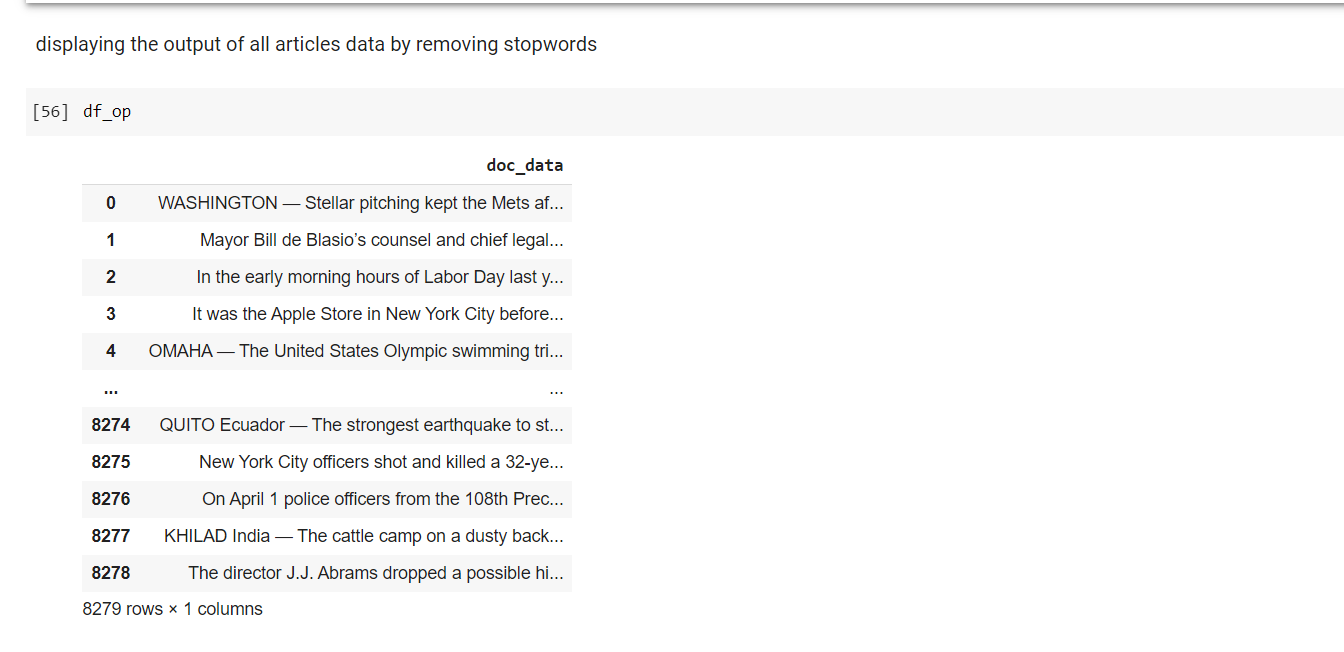 displaying the output of all articles data by removing stopwords
[56] df_op
doc_data
0 WASHINGTON — Stellar pitching kept the Mets af...
1 Mayor Bill de Blasio’s counsel and chief legal...
2 In the early morning hours of Labor Day last y...
3 It was the Apple Store in New York City before...
4 OMAHA — The United States Olympic swimming tri...
... ...
8274 QUITO Ecuador — The strongest earthquake to st...
8275 New York City officers shot and killed a 32-ye...
8276 On April 1 police officers from the 108th Prec...
8277 KHILAD India — The cattle camp on a dusty back...
8278 The director J.J. Abrams dropped a possible hi...
8279 rows × 1 columns